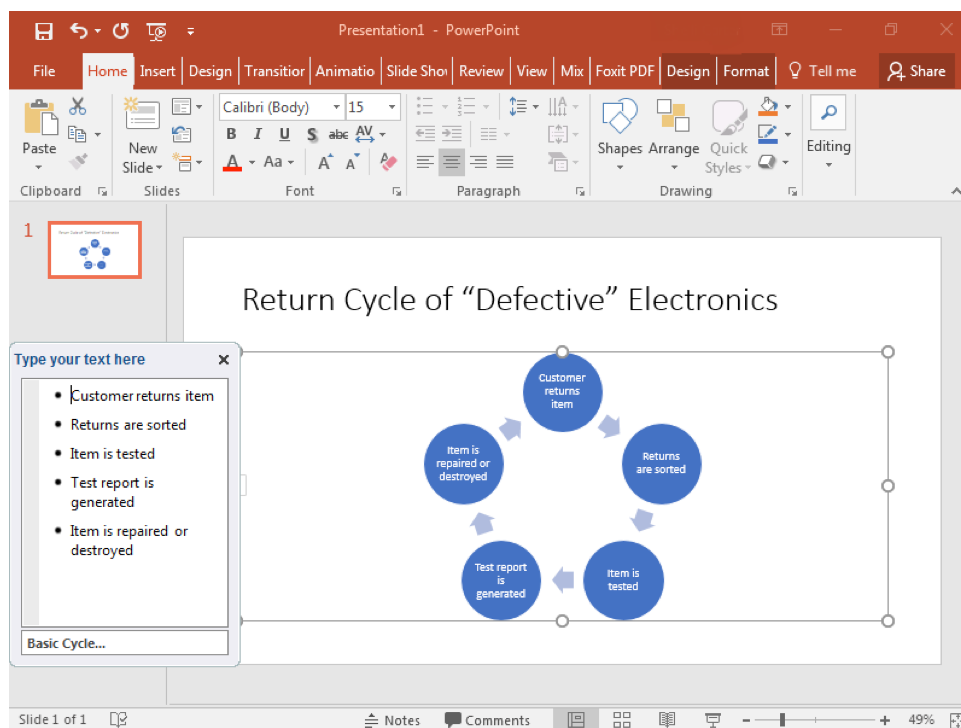 Presentation1 - PowerPoint
File Home Insert Design Transition Animatio Slide Sho Review View Mix Foxit PDF Design Format Tell me Share
Calibri (Body) 15
B I U S abc AV
A Aa A A
Paste New Slide Shapes Arrange Quick Styles Editing
Clipboard Slides Font Paragraph Drawing
1
Return Cycle of “Defective” Electronics
Type your text here
Customer returns item
Returns are sorted
Item is tested
Test report is
generated
Item is repaired or
destroyed
Basic Cycle...
Customer
returns
item
Returns
are sorted
Item is
tested
Test report
is
generated
Item is
repaired or
destroyed
Slide 1 of 1 Notes Comments 49%